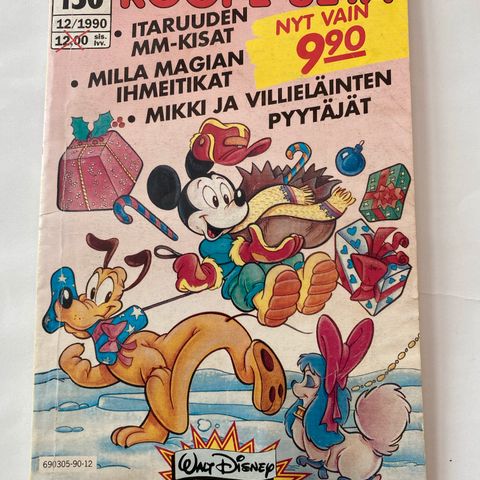 ROOPE-SETÄ
12/1990
12.00 sis. lvv.
• ITARUUDEN
MM-KISAT
NYT VAIN
9.90
• MILLA MAGIAN
IHMEITIKAT
• MIKKI JA VILLIELÄINTEN
PYYTÄJÄT
690305-90-12
WALT DISNEY